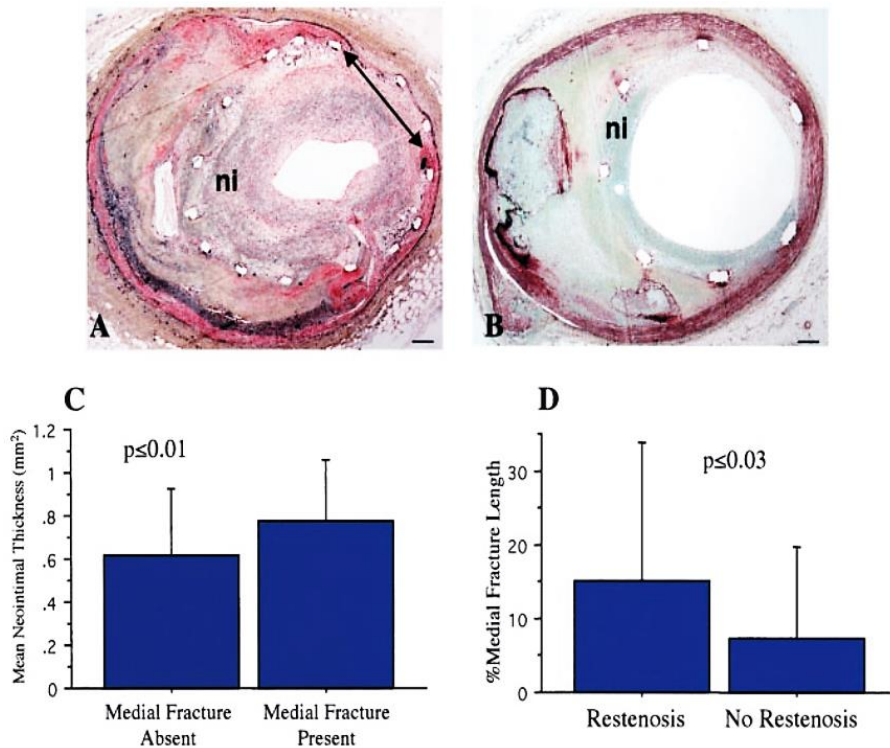 ni
A
ni
B
C
1.2
p≤0.01
1
.8
.6
.4
.2
0
Mean Neointimal Thickness (mm²)
Medial Fracture
Absent
Medial Fracture
Present
D
p≤0.03
30
20
10
0
%Medial Fracture Length
Restenosis
No Restenosis